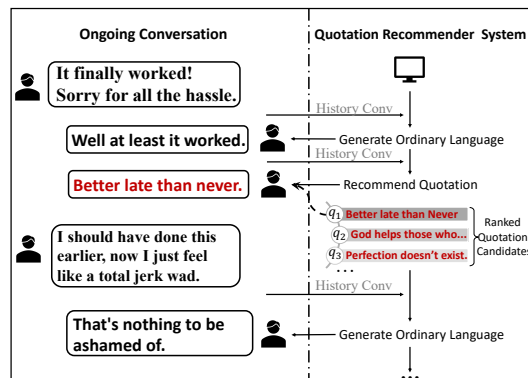 Ongoing Conversation
Quotation Recommender System
It finally worked!
Sorry for all the hassle.
History Conv
Well at least it worked.
Generate Ordinary Language
History Conv
Better late than never.
Recommend Quotation
q1 Better late than Never
q2 God helps those who...
q3 Perfection doesn't exist.
...
Ranked
Quotation
Candidates
I should have done this
earlier, now I just feel
like a total jerk wad.
History Conv
That's nothing to be
ashamed of.
Generate Ordinary Language
...